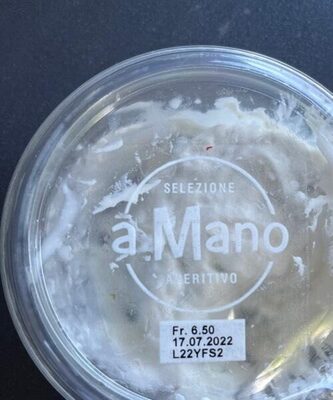 SELEZIONE
a.Mano
APERITIVO
Fr. 6.50
17.07.2022
L22YFS2